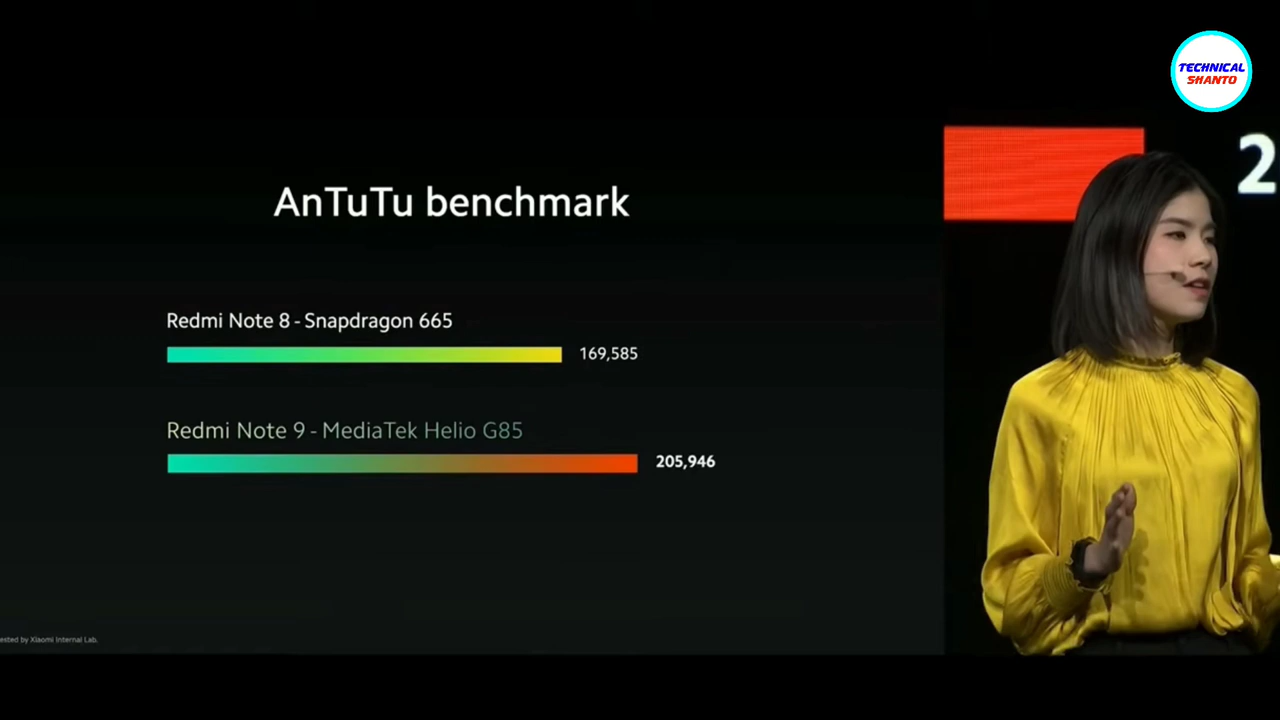 TECHNICAL
SHANTO
2
AnTuTu benchmark
Redmi Note 8 - Snapdragon 665
169,585
Redmi Note 9 - MediaTek Helio G85
205,946
ested by Xiaomi Internal Lab.